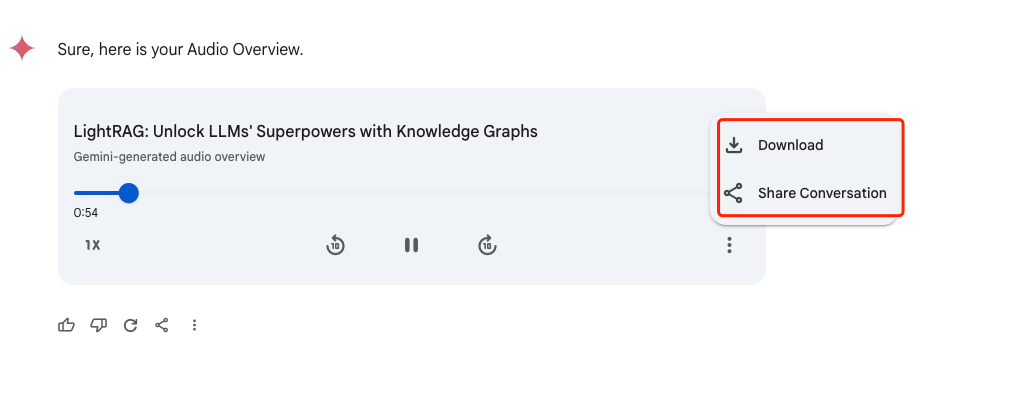 Sure, here is your Audio Overview.
LightRAG: Unlock LLMs' Superpowers with Knowledge Graphs
Gemini-generated audio overview
Download
Share Conversation
0:54
1X
10
10